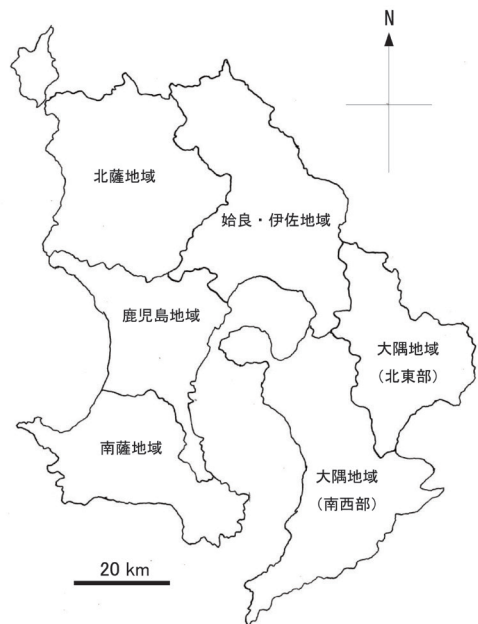 N
北薩地域
姶良・伊佐地域
鹿児島地域
大隅地域
（北東部）
南薩地域
大隅地域
（南西部）
20 km